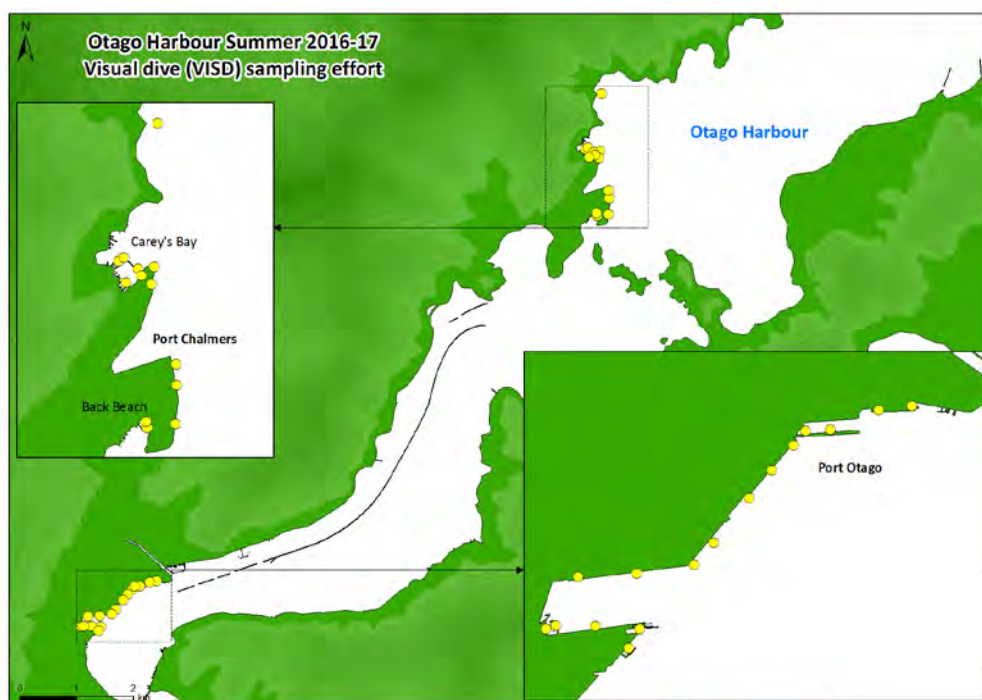 N
Otago Harbour Summer 2016-17
Visual dive (VISD) sampling effort
Otago Harbour
Carey's Bay
Port Chalmers
Back Beach
Port Otago
0 1 2